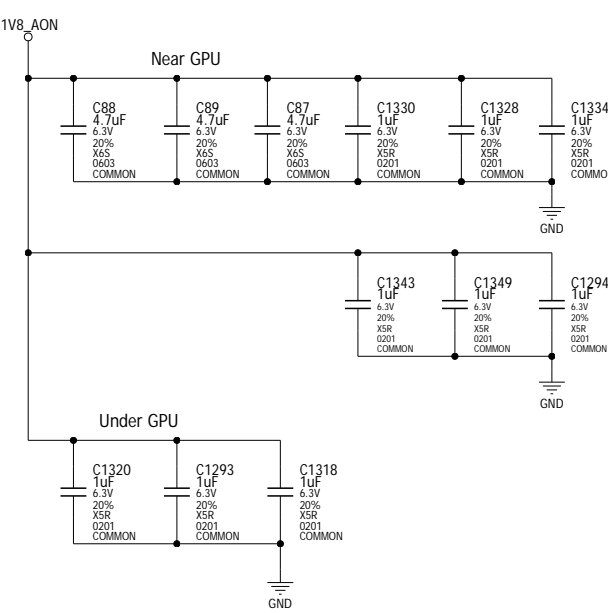 1V8_AON
Near GPU
C88
4.7uF
6.3V
20%
X6S
0603
COMMON
C89
4.7uF
6.3V
20%
X6S
0603
COMMON
C87
4.7uF
6.3V
20%
X6S
0603
COMMON
C1330
1uF
6.3V
20%
X5R
0201
COMMON
C1328
1uF
6.3V
20%
X5R
0201
COMMON
C1334
1uF
6.3V
20%
X5R
0201
COMMO
GND
C1343
1uF
6.3V
20%
X5R
0201
COMMON
C1349
1uF
6.3V
20%
X5R
0201
COMMON
C1294
1uF
6.3V
20%
X5R
0201
COMMON
GND
Under GPU
C1320
1uF
6.3V
20%
X5R
0201
COMMON
C1293
1uF
6.3V
20%
X5R
0201
COMMON
C1318
1uF
6.3V
20%
X5R
0201
COMMON
GND